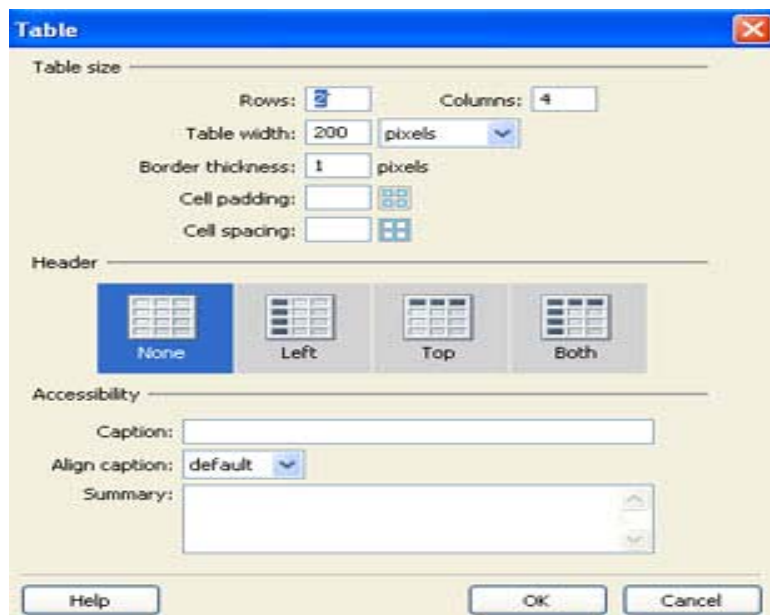 Table
Table size
Rows: 2 Columns: 4
Table width: 200 pixels
Border thickness: 1 pixels
Cell padding:
Cell spacing:
Header
None Left Top Both
Accessibility
Caption:
Align caption: default
Summary:
Help OK Cancel